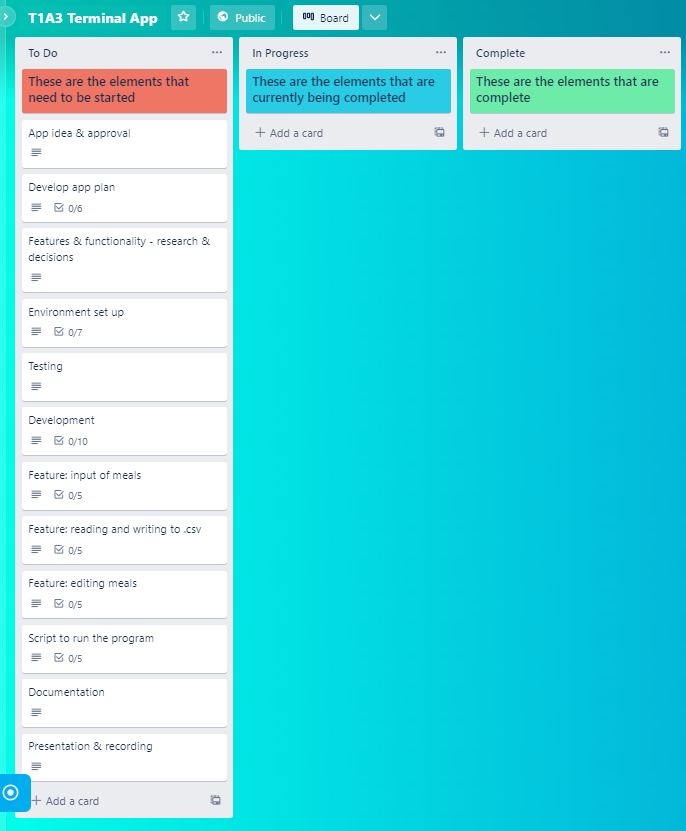 T1A3 Terminal App
Public
Board
To Do
These are the elements that
need to be started
App idea & approval
Develop app plan
0/6
Features & functionality - research &
decisions
Environment set up
0/7
Testing
Development
0/10
Feature: input of meals
0/5
Feature: reading and writing to .csv
0/5
Feature: editing meals
0/5
Script to run the program
0/5
Documentation
Presentation & recording
+ Add a card
In Progress
These are the elements that are
currently being completed
+ Add a card
Complete
These are the elements that are
complete
+ Add a card